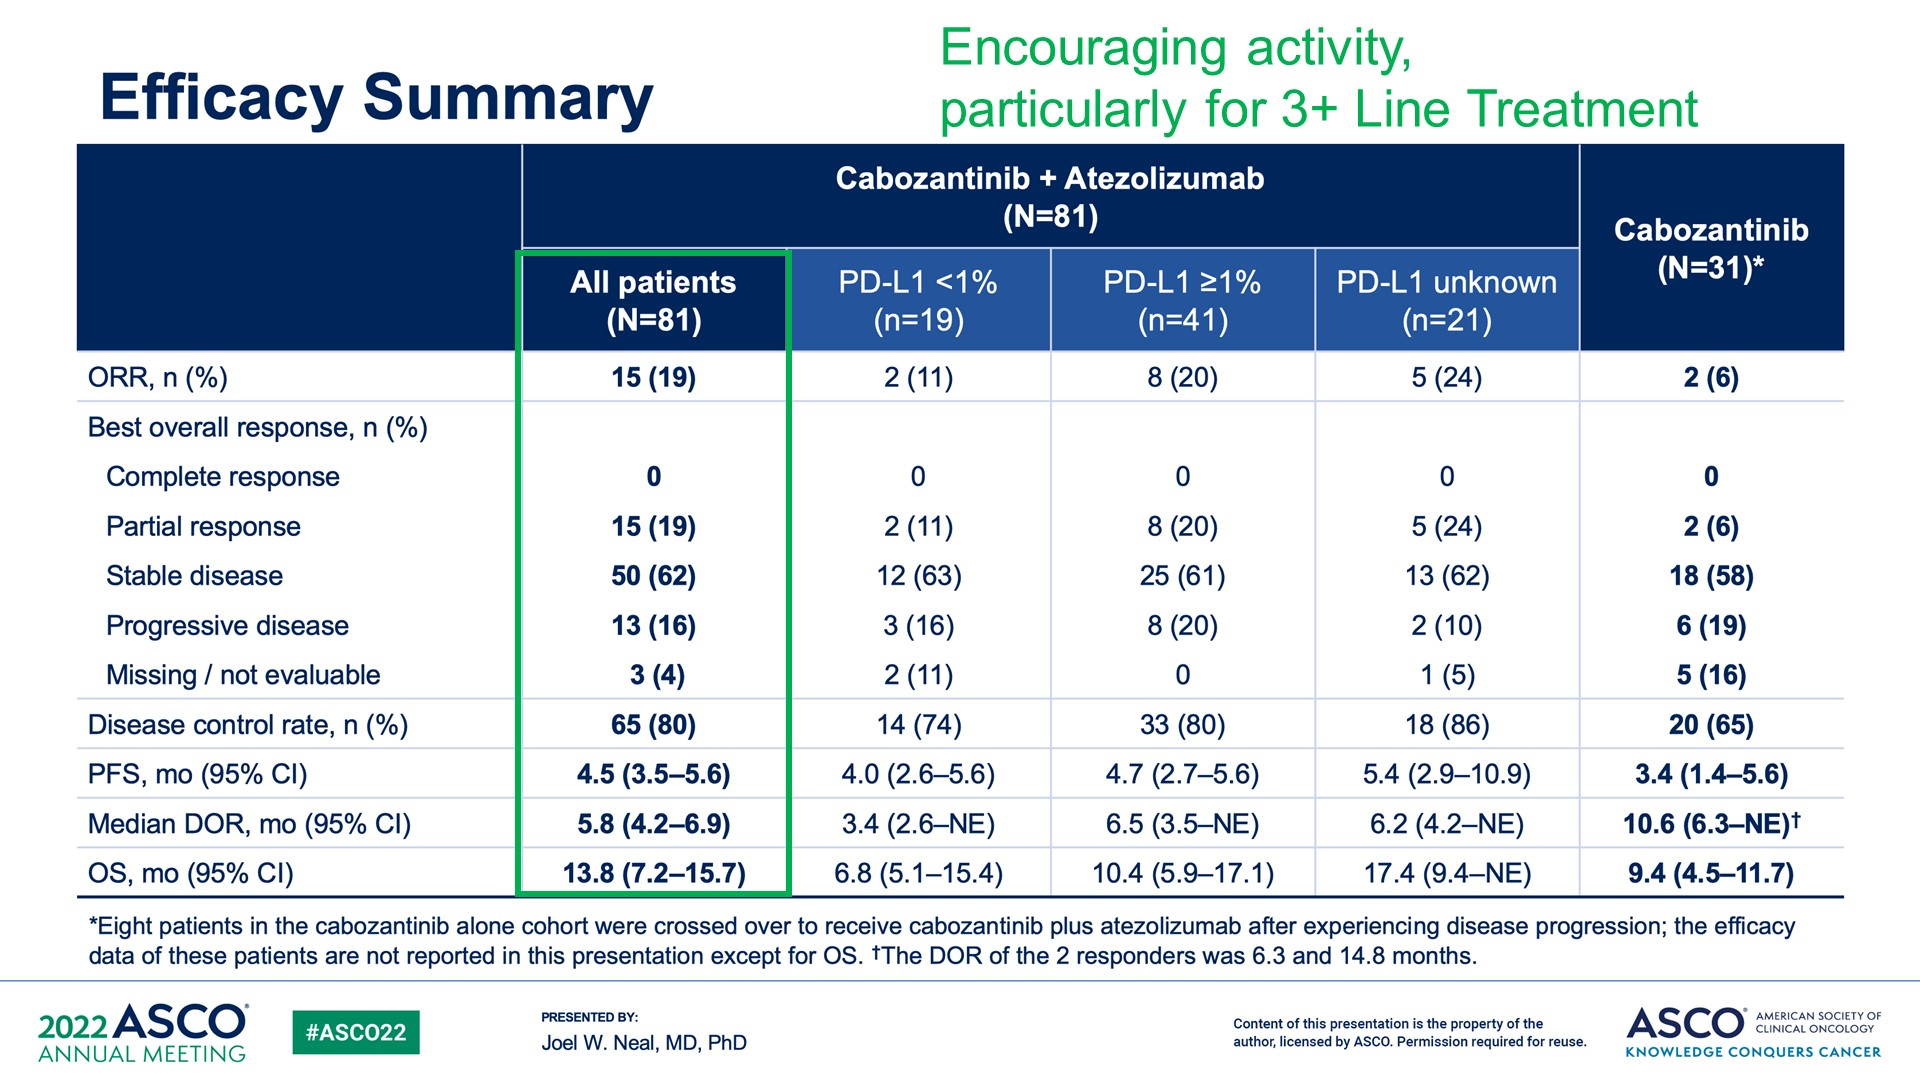 Encouraging activity,
particularly for 3+ Line Treatment
Efficacy Summary
Cabozantinib + Atezolizumab
(N=81)
Cabozantinib
(N=31)*
All patients
(N=81)
PD-L1 <1%
(n=19)
PD-L1 ≥1%
(n=41)
PD-L1 unknown
(n=21)
ORR, n (%) 15 (19) 2 (11) 8 (20) 5 (24) 2 (6)
Best overall response, n (%)
Complete response 0 0 0 0 0
Partial response 15 (19) 2 (11) 8 (20) 5 (24) 2 (6)
Stable disease 50 (62) 12 (63) 25 (61) 13 (62) 18 (58)
Progressive disease 13 (16) 3 (16) 8 (20) 2 (10) 6 (19)
Missing / not evaluable 3 (4) 2 (11) 0 1 (5) 5 (16)
Disease control rate, n (%) 65 (80) 14 (74) 33 (80) 18 (86) 20 (65)
PFS, mo (95% CI) 4.5 (3.5–5.6) 4.0 (2.6–5.6) 4.7 (2.7–5.6) 5.4 (2.9–10.9) 3.4 (1.4–5.6)
Median DOR, mo (95% CI) 5.8 (4.2–6.9) 3.4 (2.6–NE) 6.5 (3.5–NE) 6.2 (4.2–NE) 10.6 (6.3–NE)†
OS, mo (95% CI) 13.8 (7.2–15.7) 6.8 (5.1–15.4) 10.4 (5.9–17.1) 17.4 (9.4–NE) 9.4 (4.5–11.7)
*Eight patients in the cabozantinib alone cohort were crossed over to receive cabozantinib plus atezolizumab after experiencing disease progression; the efficacy
data of these patients are not reported in this presentation except for OS. †The DOR of the 2 responders was 6.3 and 14.8 months.
2022 ASCO®
ANNUAL MEETING
#ASCO22
PRESENTED BY:
Joel W. Neal, MD, PhD
Content of this presentation is the property of the
author, licensed by ASCO. Permission required for reuse.
ASCO®
AMERICAN SOCIETY OF
CLINICAL ONCOLOGY
KNOWLEDGE CONQUERS CANCER